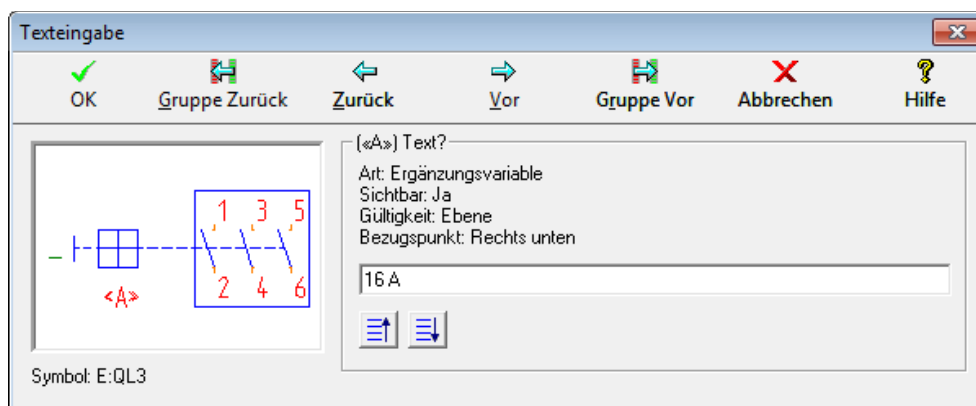 Texteingabe
OK
Gruppe Zurück
Zurück
Vor
Gruppe Vor
Abbrechen
Hilfe
1 3 5
2 4 6
«A»
Symbol: E:QL3
(«A») Text?
Art: Ergänzungsvariable
Sichtbar: Ja
Gültigkeit: Ebene
Bezugspunkt: Rechts unten
16 A